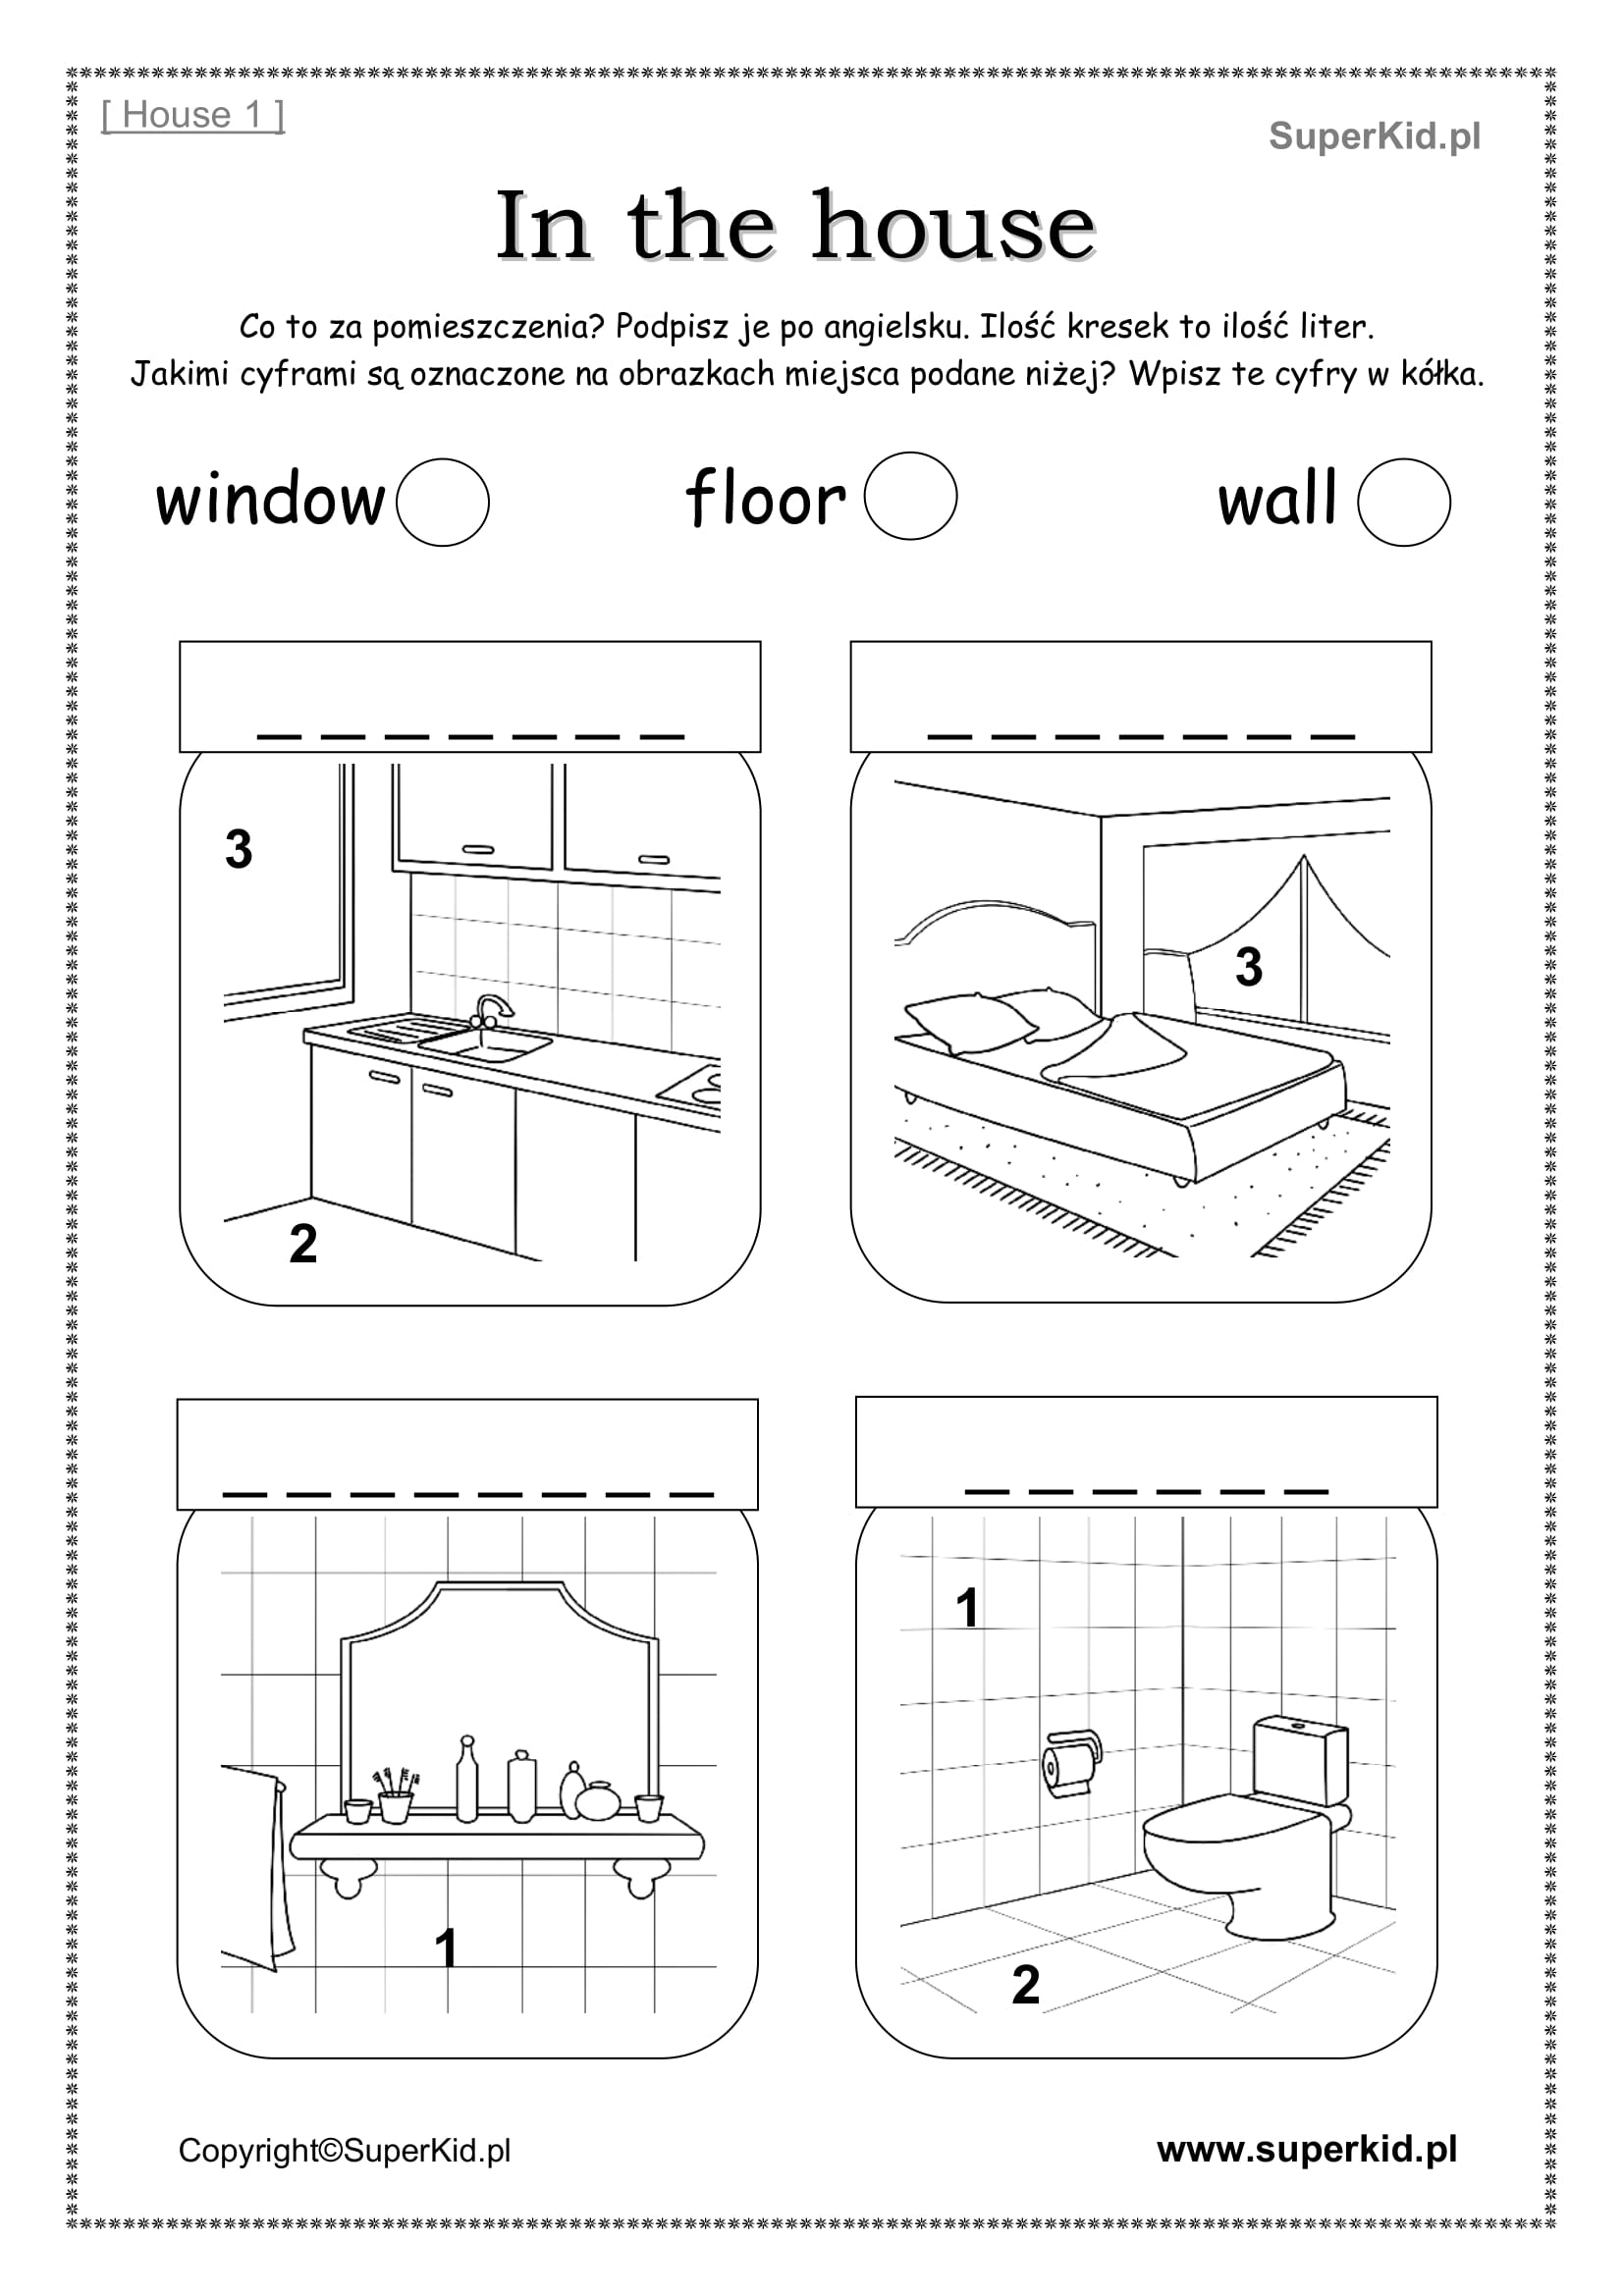 [ House 1 ]
SuperKid.pl
In the house
Co to za pomieszczenia? Podpisz je po angielsku. Ilość kresek to ilość liter.
Jakimi cyframi są oznaczone na obrazkach miejsca podane niżej? Wpisz te cyfry w kółka.
window floor wall
_ _ _ _ _ _ _ _ _ _ _ _ _ _
3
3
2
_ _ _ _ _ _ _ _ _ _ _ _ _ _
1
1
2
Copyright©SuperKid.pl www.superkid.pl